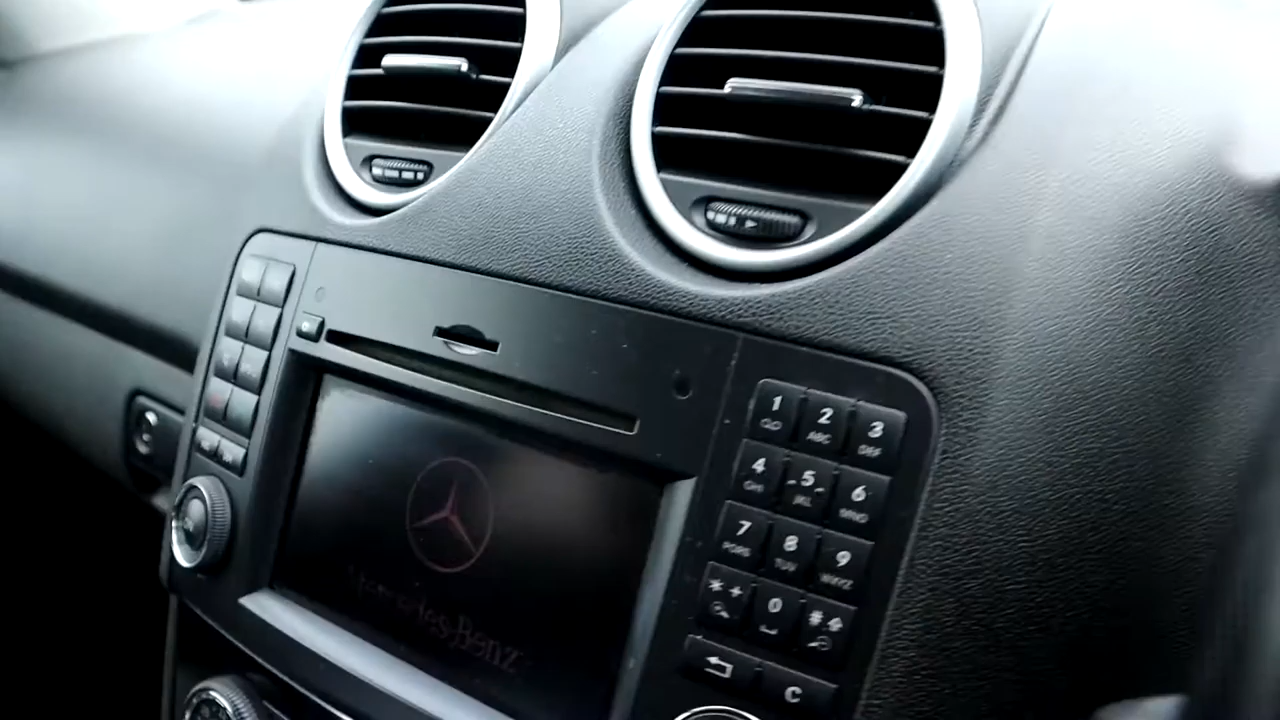 1 2 3
ABC DEF
4 5 6
GHI JKL MNO
7 8 9
PQRS TUV WXYZ
* + 0 #
C
Mercedes-Benz